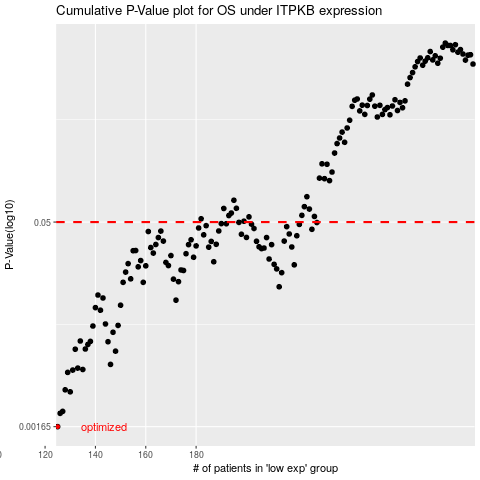 Cumulative P-Value plot for OS under ITPKB expression
P-Value(log10)
0.05
0.00165
optimized
0
120
140
160
180
# of patients in 'low exp' group